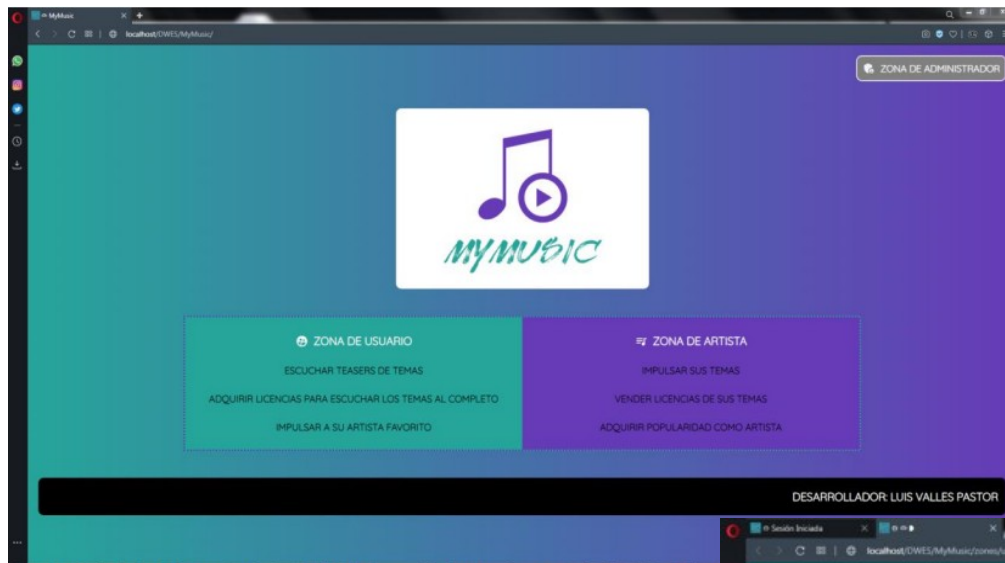 MyMusic
localhost/DWES/MyMusic/
ZONA DE ADMINISTRADOR
MYMUSIC
ZONA DE USUARIO
ESCUCHAR TEASERS DE TEMAS
ADQUIRIR LICENCIAS PARA ESCUCHAR LOS TEMAS AL COMPLETO
IMPULSAR A SU ARTISTA FAVORITO
ZONA DE ARTISTA
IMPULSAR SUS TEMAS
VENDER LICENCIAS DE SUS TEMAS
ADQUIRIR POPULARIDAD COMO ARTISTA
DESARROLLADOR: LUIS VALLES PASTOR
Sesión Iniciada
localhost/DWES/MyMusic/zones/u